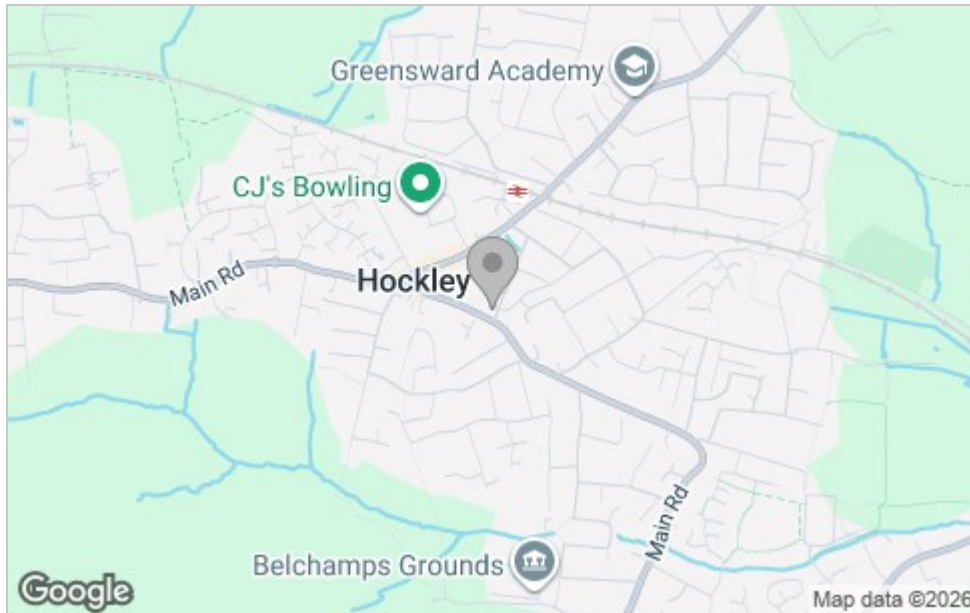 Greensward Academy
CJ's Bowling
Main Rd
Hockley
Main Rd
Belchamps Grounds
Google
Map data ©2026